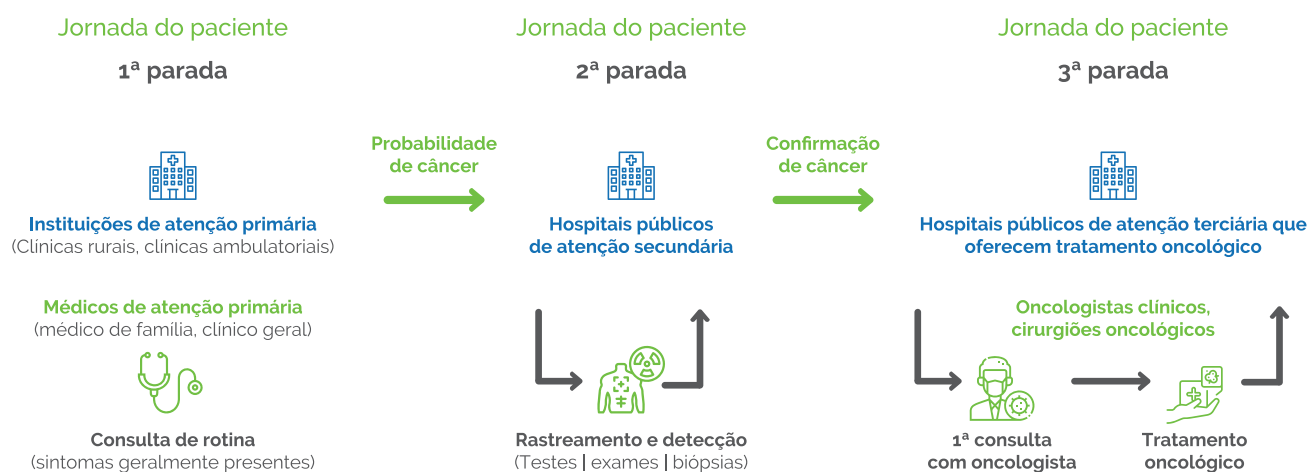 Jornada do paciente
1ª parada
Instituições de atenção primária
(Clínicas rurais, clínicas ambulatoriais)
Médicos de atenção primária
(médico de família, clínico geral)
Consulta de rotina
(sintomas geralmente presentes)
Probabilidade
de câncer
Jornada do paciente
2ª parada
Hospitais públicos
de atenção secundária
Rastreamento e detecção
(Testes | exames | biópsias)
Confirmação
de câncer
Jornada do paciente
3ª parada
Hospitais públicos de atenção terciária que
oferecem tratamento oncológico
Oncologistas clínicos,
cirurgiões oncológicos
1ª consulta
com oncologista
Tratamento
oncológico